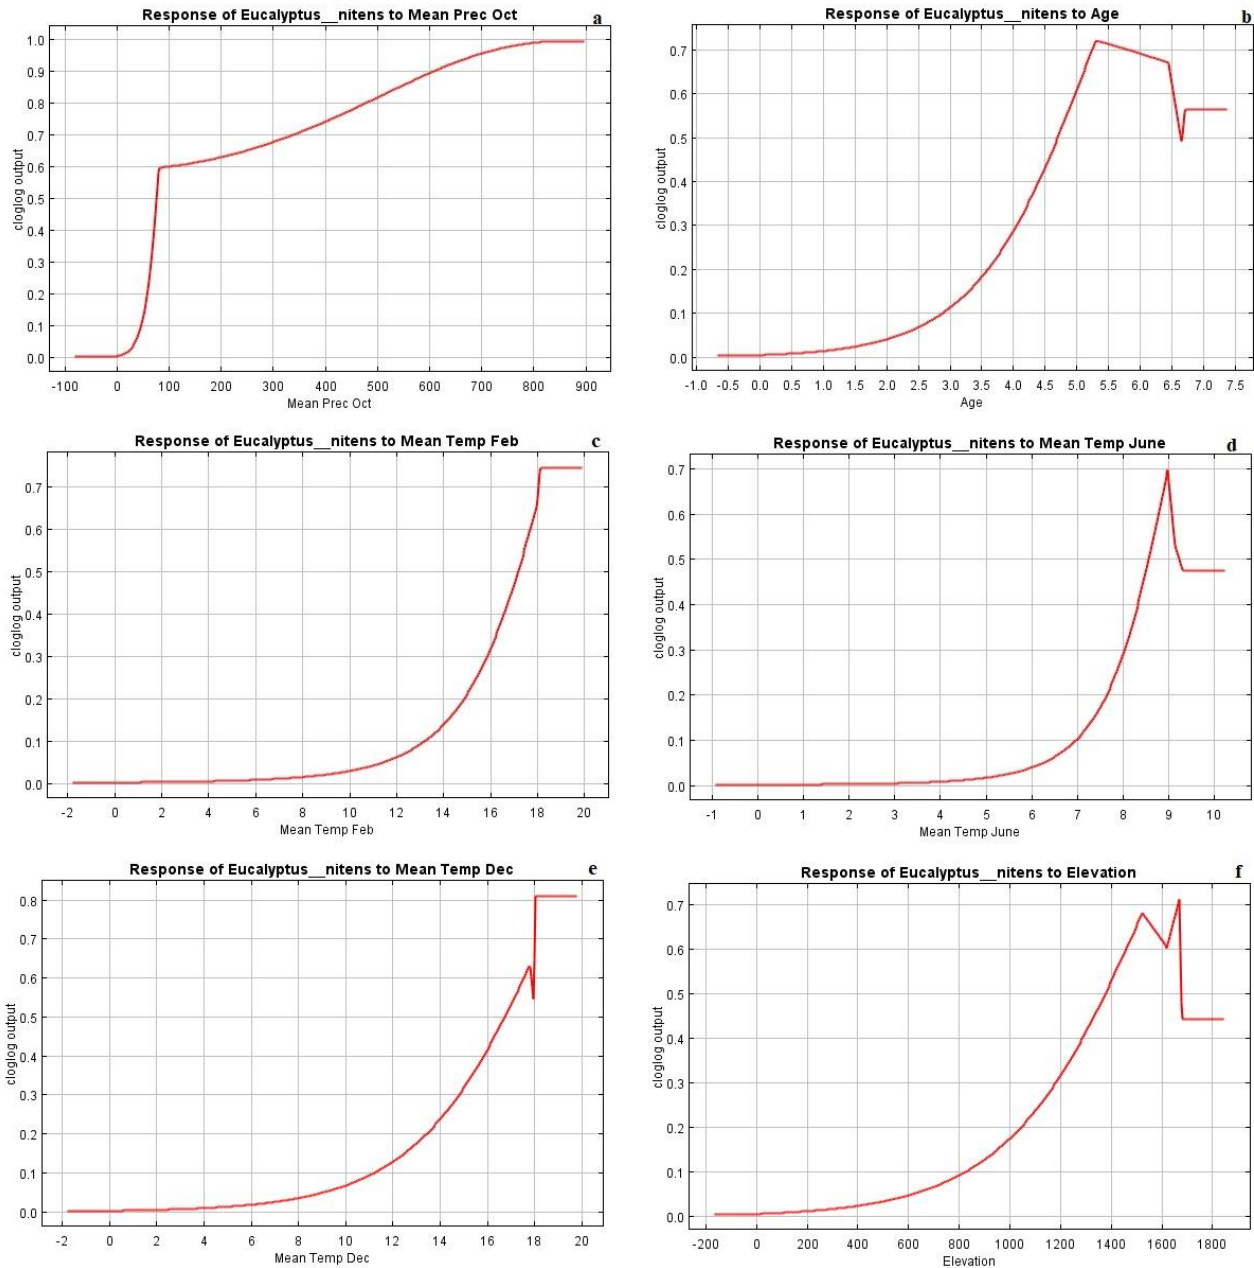 Response of Eucalyptus__nitens to Mean Prec Oct a
1.0
0.9
0.8
0.7
0.6
0.5
0.4
0.3
0.2
0.1
0.0
cloglog output
-100 0 100 200 300 400 500 600 700 800 900
Mean Prec Oct
Response of Eucalyptus__nitens to Age b
0.7
0.6
0.5
0.4
0.3
0.2
0.1
0.0
cloglog output
-1.0 -0.5 0.0 0.5 1.0 1.5 2.0 2.5 3.0 3.5 4.0 4.5 5.0 5.5 6.0 6.5 7.0 7.5
Age
Response of Eucalyptus__nitens to Mean Temp Feb c
0.7
0.6
0.5
0.4
0.3
0.2
0.1
0.0
cloglog output
-2 0 2 4 6 8 10 12 14 16 18 20
Mean Temp Feb
Response of Eucalyptus__nitens to Mean Temp June d
0.7
0.6
0.5
0.4
0.3
0.2
0.1
0.0
cloglog output
-1 0 1 2 3 4 5 6 7 8 9 10
Mean Temp June
Response of Eucalyptus__nitens to Mean Temp Dec e
0.8
0.7
0.6
0.5
0.4
0.3
0.2
0.1
0.0
cloglog output
-2 0 2 4 6 8 10 12 14 16 18 20
Mean Temp Dec
Response of Eucalyptus__nitens to Elevation f
0.7
0.6
0.5
0.4
0.3
0.2
0.1
0.0
cloglog output
-200 0 200 400 600 800 1000 1200 1400 1600 1800
Elevation